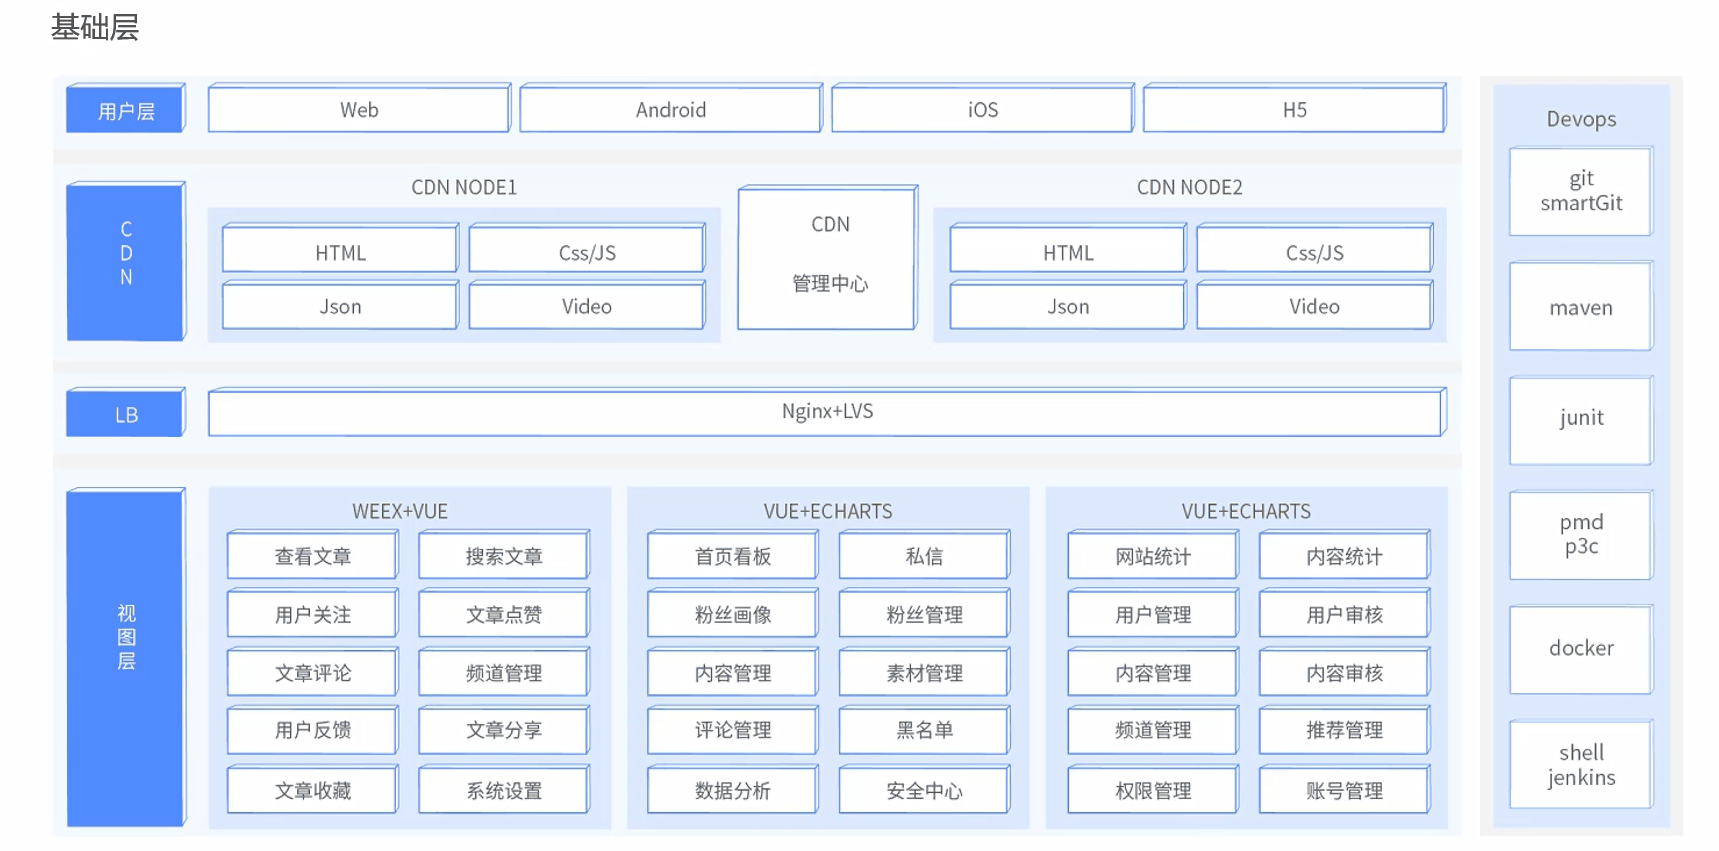 基础层
用户层
Web
Android
iOS
H5
C
D
N
CDN NODE1
HTML
Css/JS
Json
Video
CDN
管理中心
CDN NODE2
HTML
Css/JS
Json
Video
LB
Nginx+LVS
视
图
层
WEEX+VUE
查看文章
搜索文章
用户关注
文章点赞
文章评论
频道管理
用户反馈
文章分享
文章收藏
系统设置
VUE+ECHARTS
首页看板
私信
粉丝画像
粉丝管理
内容管理
素材管理
评论管理
黑名单
数据分析
安全中心
VUE+ECHARTS
网站统计
内容统计
用户管理
用户审核
内容管理
内容审核
频道管理
推荐管理
权限管理
账号管理
Devops
git
smartGit
maven
junit
pmd
p3c
docker
shell
jenkins